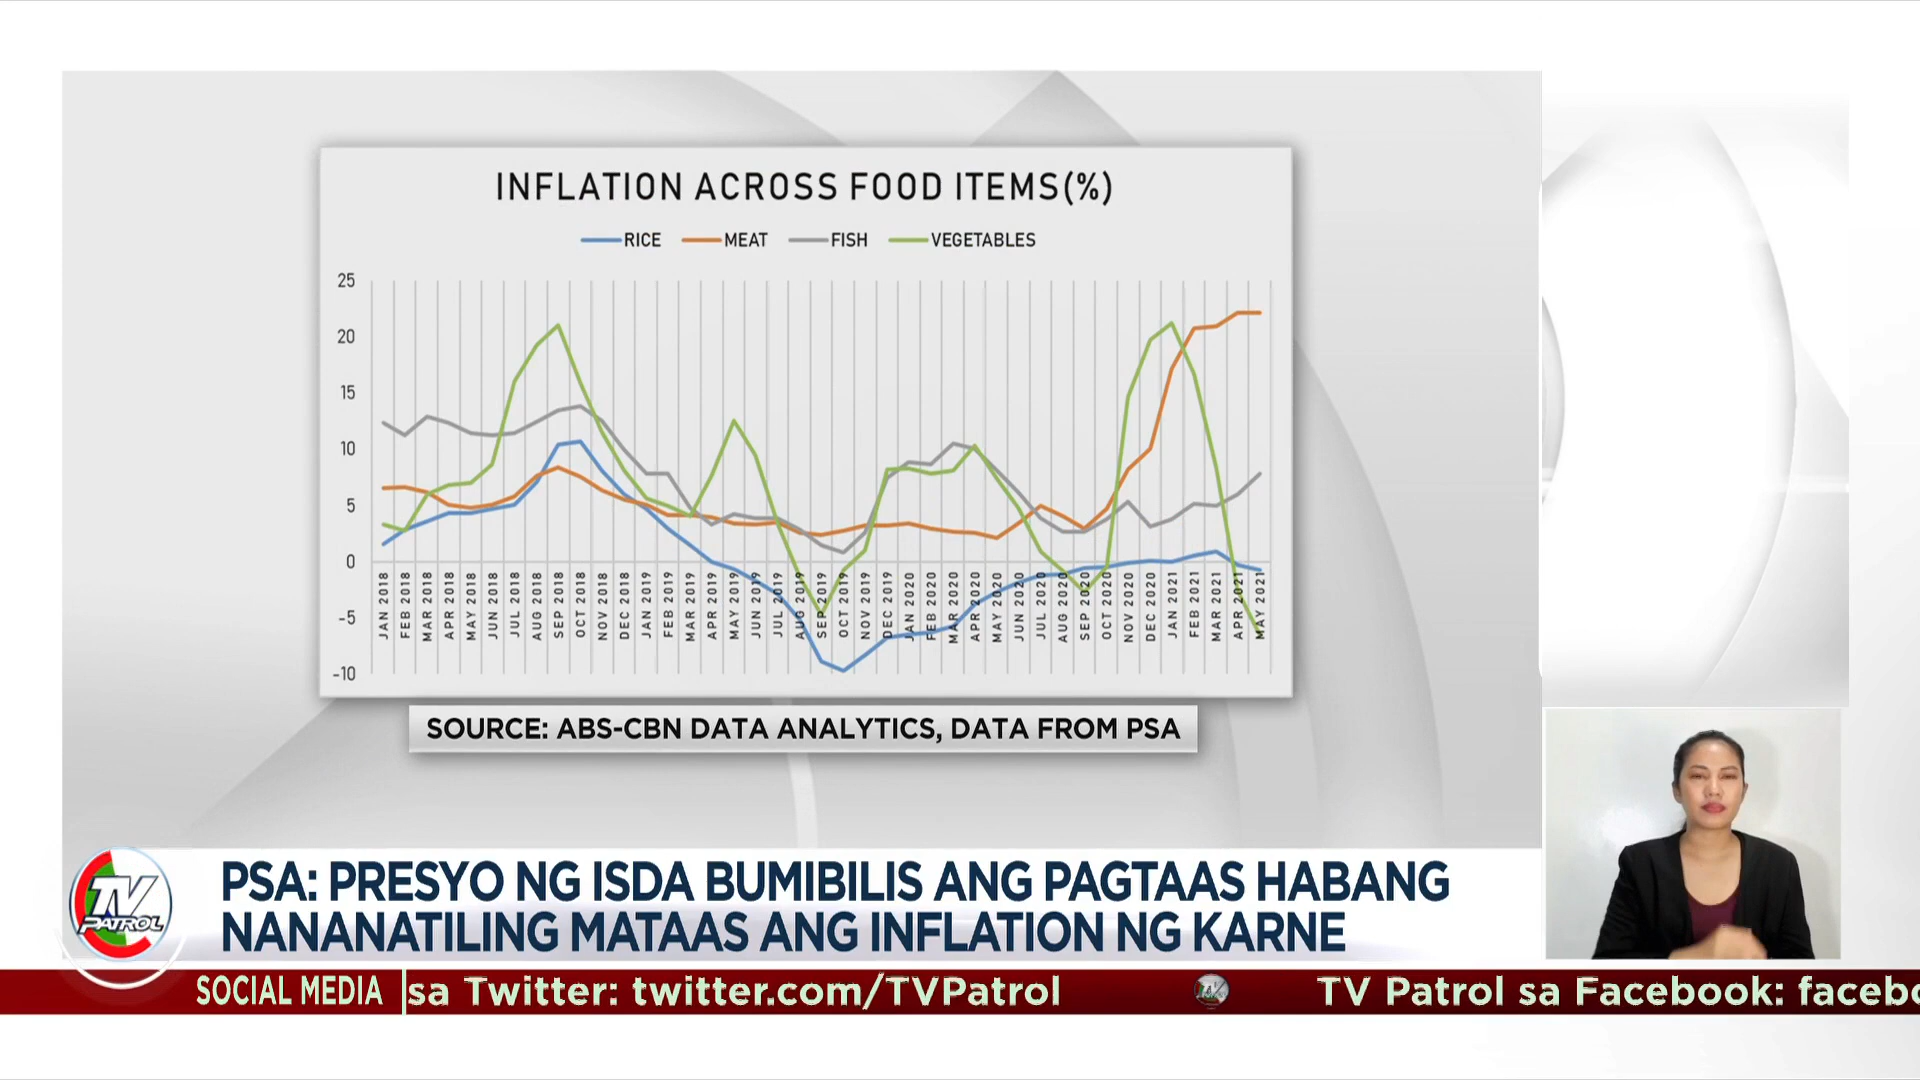 INFLATION ACROSS FOOD ITEMS(%)
RICE MEAT FISH VEGETABLES
25
20
15
10
5
0
-5
-10
JAN 2018
FEB 2018
MAR 2018
APR 2018
MAY 2018
JUN 2018
JUL 2018
AUG 2018
SEP 2018
OCT 2018
NOV 2018
DEC 2018
JAN 2019
FEB 2019
MAR 2019
APR 2019
MAY 2019
JUN 2019
JUL 2019
AUG 2019
SEP 2019
OCT 2019
NOV 2019
DEC 2019
JAN 2020
FEB 2020
MAR 2020
APR 2020
MAY 2020
JUN 2020
JUL 2020
AUG 2020
SEP 2020
OCT 2020
NOV 2020
DEC 2020
JAN 2021
FEB 2021
MAR 2021
APR 2021
MAY 2021
SOURCE: ABS-CBN DATA ANALYTICS, DATA FROM PSA
TV PATROL
PSA: PRESYO NG ISDA BUMIBILIS ANG PAGTAAS HABANG
NANANATILING MATAAS ANG INFLATION NG KARNE
SOCIAL MEDIA sa Twitter: twitter.com/TVPatrol TV Patrol sa Facebook: facebo